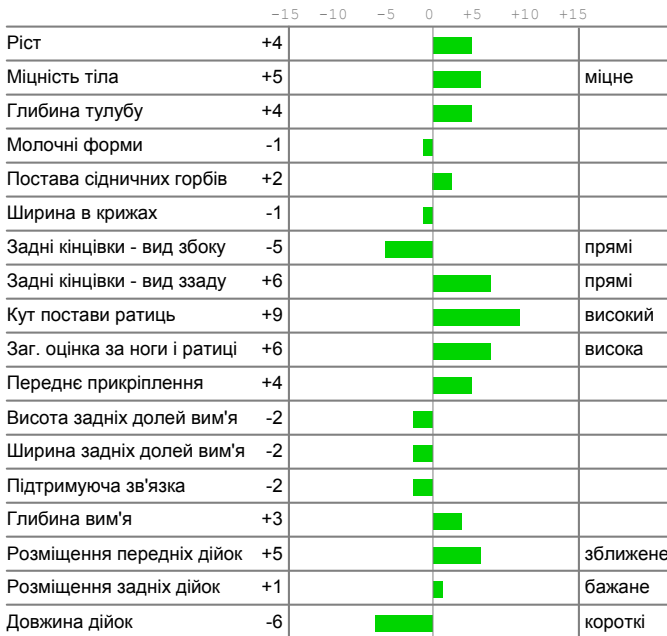 -15 -10 -5 0 +5 +10 +15
Ріст +4
Міцність тіла +5 міцне
Глибина тулубу +4
Молочні форми -1
Постава сідничних горбів +2
Ширина в крижах -1
Задні кінцівки - вид збоку -5 прямі
Задні кінцівки - вид ззаду +6 прямі
Кут постави ратиць +9 високий
Заг. оцінка за ноги і ратиці +6 висока
Переднє прикріплення +4
Висота задніх долей вим'я -2
Ширина задніх долей вим'я -2
Підтримуюча зв'язка -2
Глибина вим'я +3
Розміщення передніх дійок +5 зближене
Розміщення задніх дійок +1 бажане
Довжина дійок -6 короткі